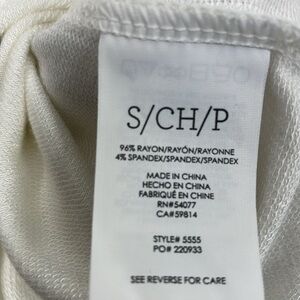 S/CH/P
96% RAYON/RAYÓN/RAYONNE
4% SPANDEX/SPANDEX/SPANDEX
MADE IN CHINA
HECHO EN CHINA
FABRIQUÉ EN CHINE
RN#54077
CA#59814
STYLE# 5555
PO# 220933
SEE REVERSE FOR CARE